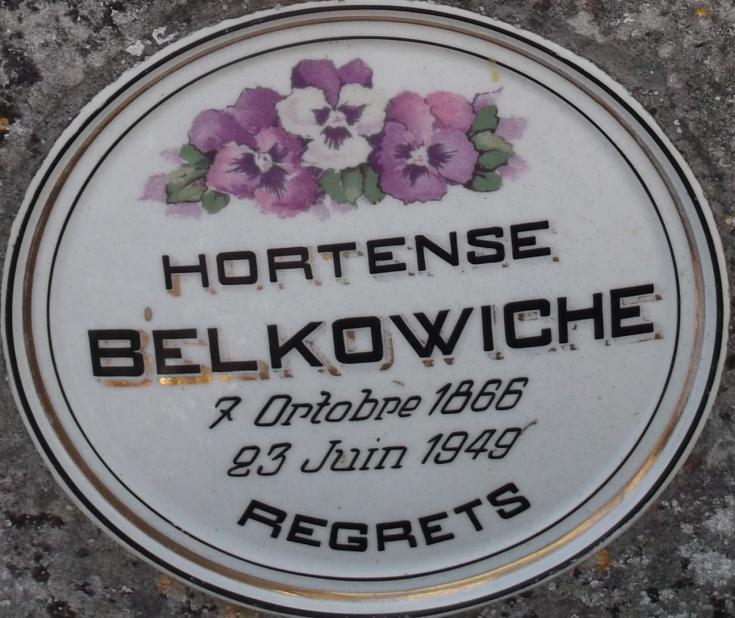 HORTENSE
BELKOWICHE
7 Octobre 1866
23 Juin 1949
REGRETS